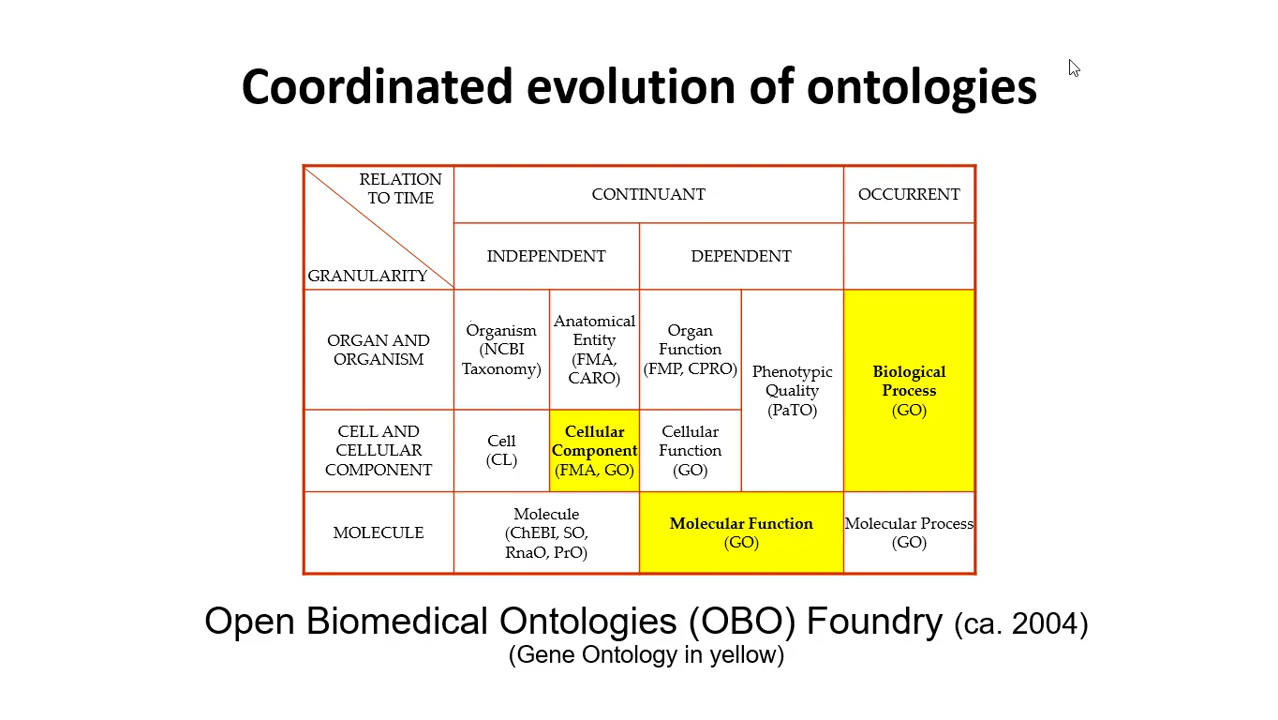 Coordinated evolution of ontologies
RELATION
TO TIME
GRANULARITY
CONTINUANT
OCCURRENT
INDEPENDENT
DEPENDENT
ORGAN AND
ORGANISM
Organism
(NCBI
Taxonomy)
Anatomical
Entity
(FMA,
CARO)
Organ
Function
(FMP, CPRO)
Phenotypic
Quality
(PaTO)
Biological
Process
(GO)
CELL AND
CELLULAR
COMPONENT
Cell
(CL)
Cellular
Component
(FMA, GO)
Cellular
Function
(GO)
MOLECULE
Molecule
(ChEBI, SO,
RnaO, PrO)
Molecular Function
(GO)
Molecular Process
(GO)
Open Biomedical Ontologies (OBO) Foundry (ca. 2004)
(Gene Ontology in yellow)